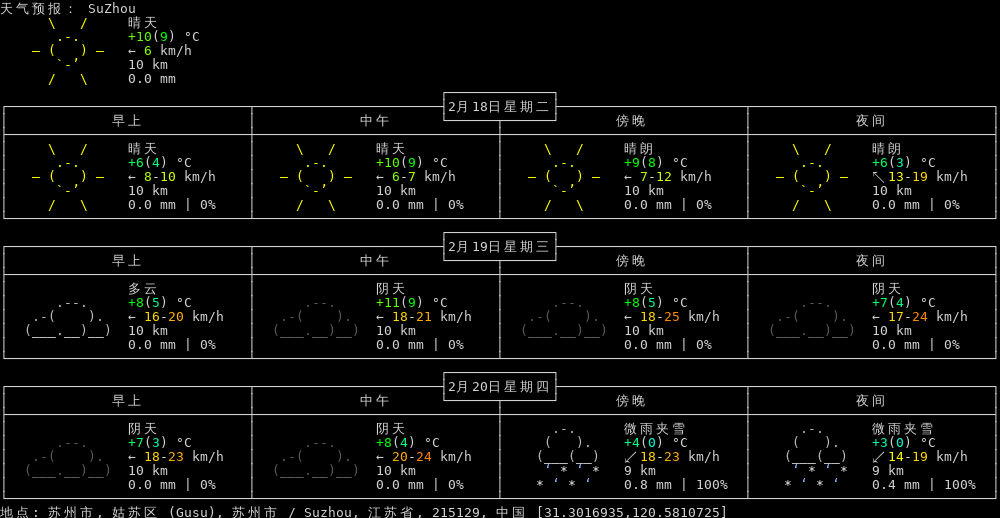 天气预报： SuZhou
晴天
+10(9) °C
← 6 km/h
10 km
0.0 mm
2月18日星期二
早上 中午 傍晚 夜间
晴天 晴天 晴朗 晴朗
+6(4) °C +10(9) °C +9(8) °C +6(3) °C
← 8-10 km/h ← 6-7 km/h ← 7-12 km/h ↖ 13-19 km/h
10 km 10 km 10 km 10 km
0.0 mm | 0% 0.0 mm | 0% 0.0 mm | 0% 0.0 mm | 0%
2月19日星期三
早上 中午 傍晚 夜间
多云 阴天 阴天 阴天
+8(5) °C +11(9) °C +8(5) °C +7(4) °C
← 16-20 km/h ← 18-21 km/h ← 18-25 km/h ← 17-24 km/h
10 km 10 km 10 km 10 km
0.0 mm | 0% 0.0 mm | 0% 0.0 mm | 0% 0.0 mm | 0%
2月20日星期四
早上 中午 傍晚 夜间
阴天 阴天 微雨夹雪 微雨夹雪
+7(3) °C +8(4) °C +4(0) °C +3(0) °C
← 18-23 km/h ← 20-24 km/h ↙ 18-23 km/h ↙ 14-19 km/h
10 km 10 km 9 km 9 km
0.0 mm | 0% 0.0 mm | 0% 0.8 mm | 100% 0.4 mm | 100%
地点: 苏州市, 姑苏区 (Gusu), 苏州市 / Suzhou, 江苏省, 215129, 中国 [31.3016935,120.5810725]